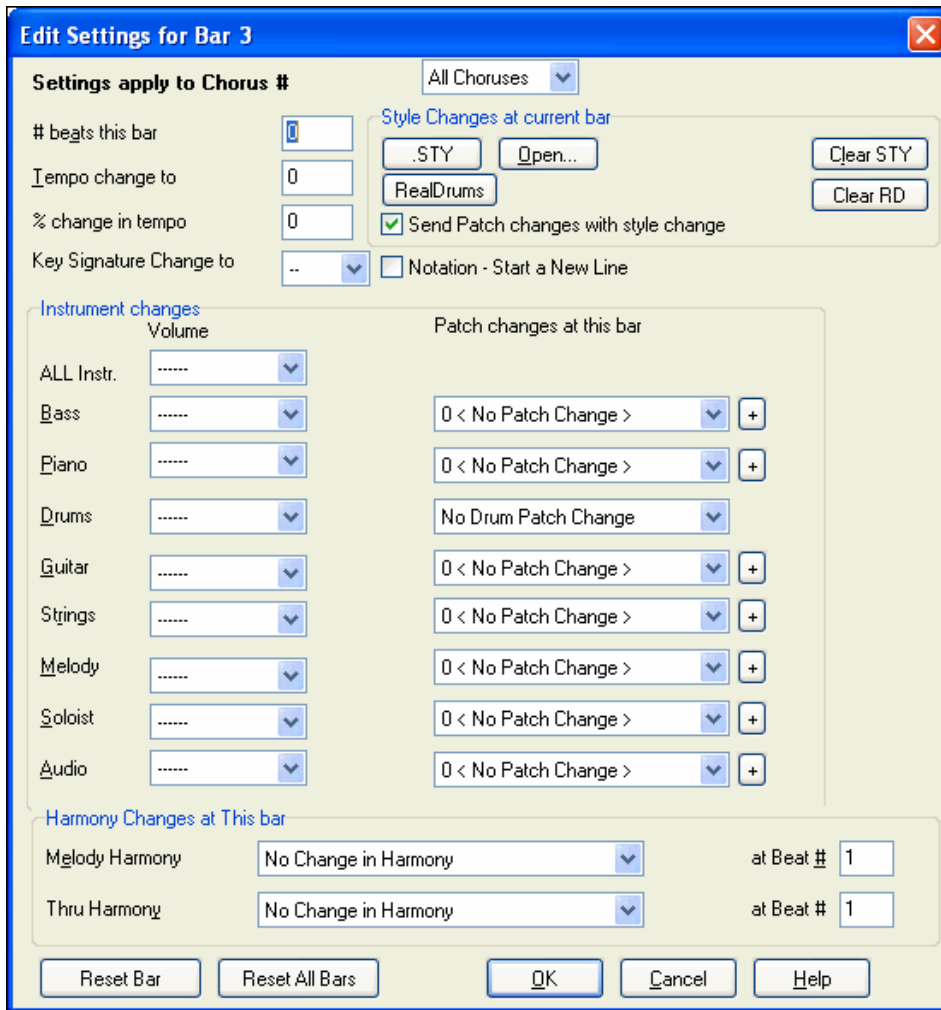 Edit Settings for Bar 3
Settings apply to Chorus # All Choruses
# beats this bar 0
Tempo change to 0
% change in tempo 0
Key Signature Change to --
Style Changes at current bar
.STY Open... Clear STY
RealDrums Clear RD
Send Patch changes with style change
Notation - Start a New Line
Instrument changes
Volume Patch changes at this bar
ALL Instr. ------
Bass ------ 0 < No Patch Change > +
Piano ------ 0 < No Patch Change > +
Drums ------ No Drum Patch Change
Guitar ------ 0 < No Patch Change > +
Strings ------ 0 < No Patch Change > +
Melody ------ 0 < No Patch Change > +
Soloist ------ 0 < No Patch Change > +
Audio ------ 0 < No Patch Change > +
Harmony Changes at This bar
Melody Harmony No Change in Harmony at Beat # 1
Thru Harmony No Change in Harmony at Beat # 1
Reset Bar Reset All Bars OK Cancel Help